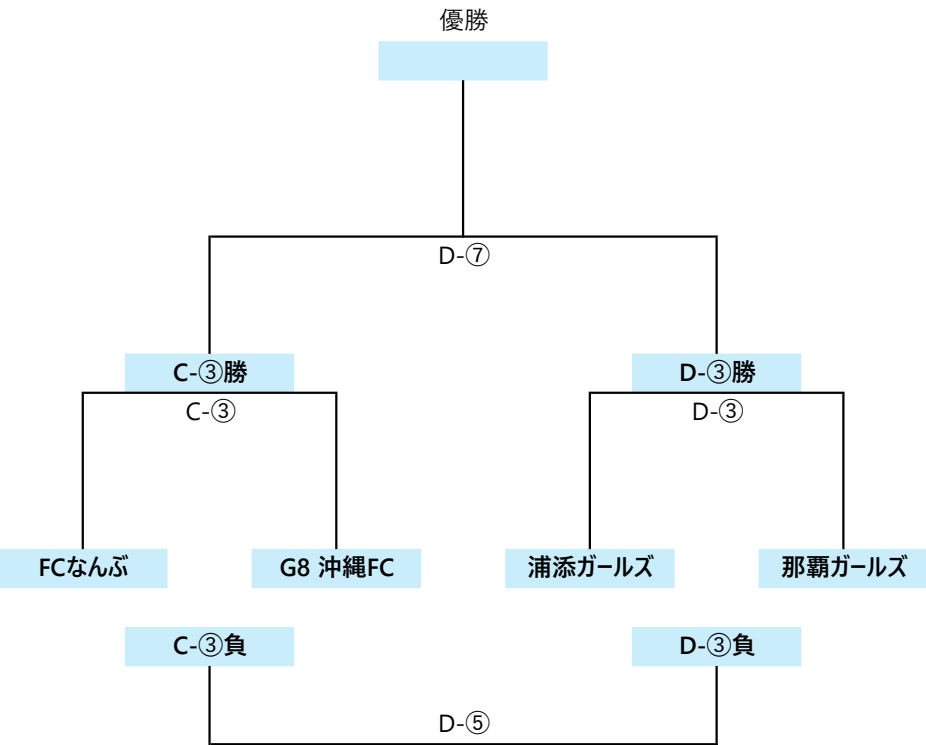 優勝
D-⑦
C-③勝 D-③勝
C-③ D-③
FCなんぶ G8 沖縄FC 浦添ガールズ 那覇ガールズ
C-③負 D-③負
D-⑤